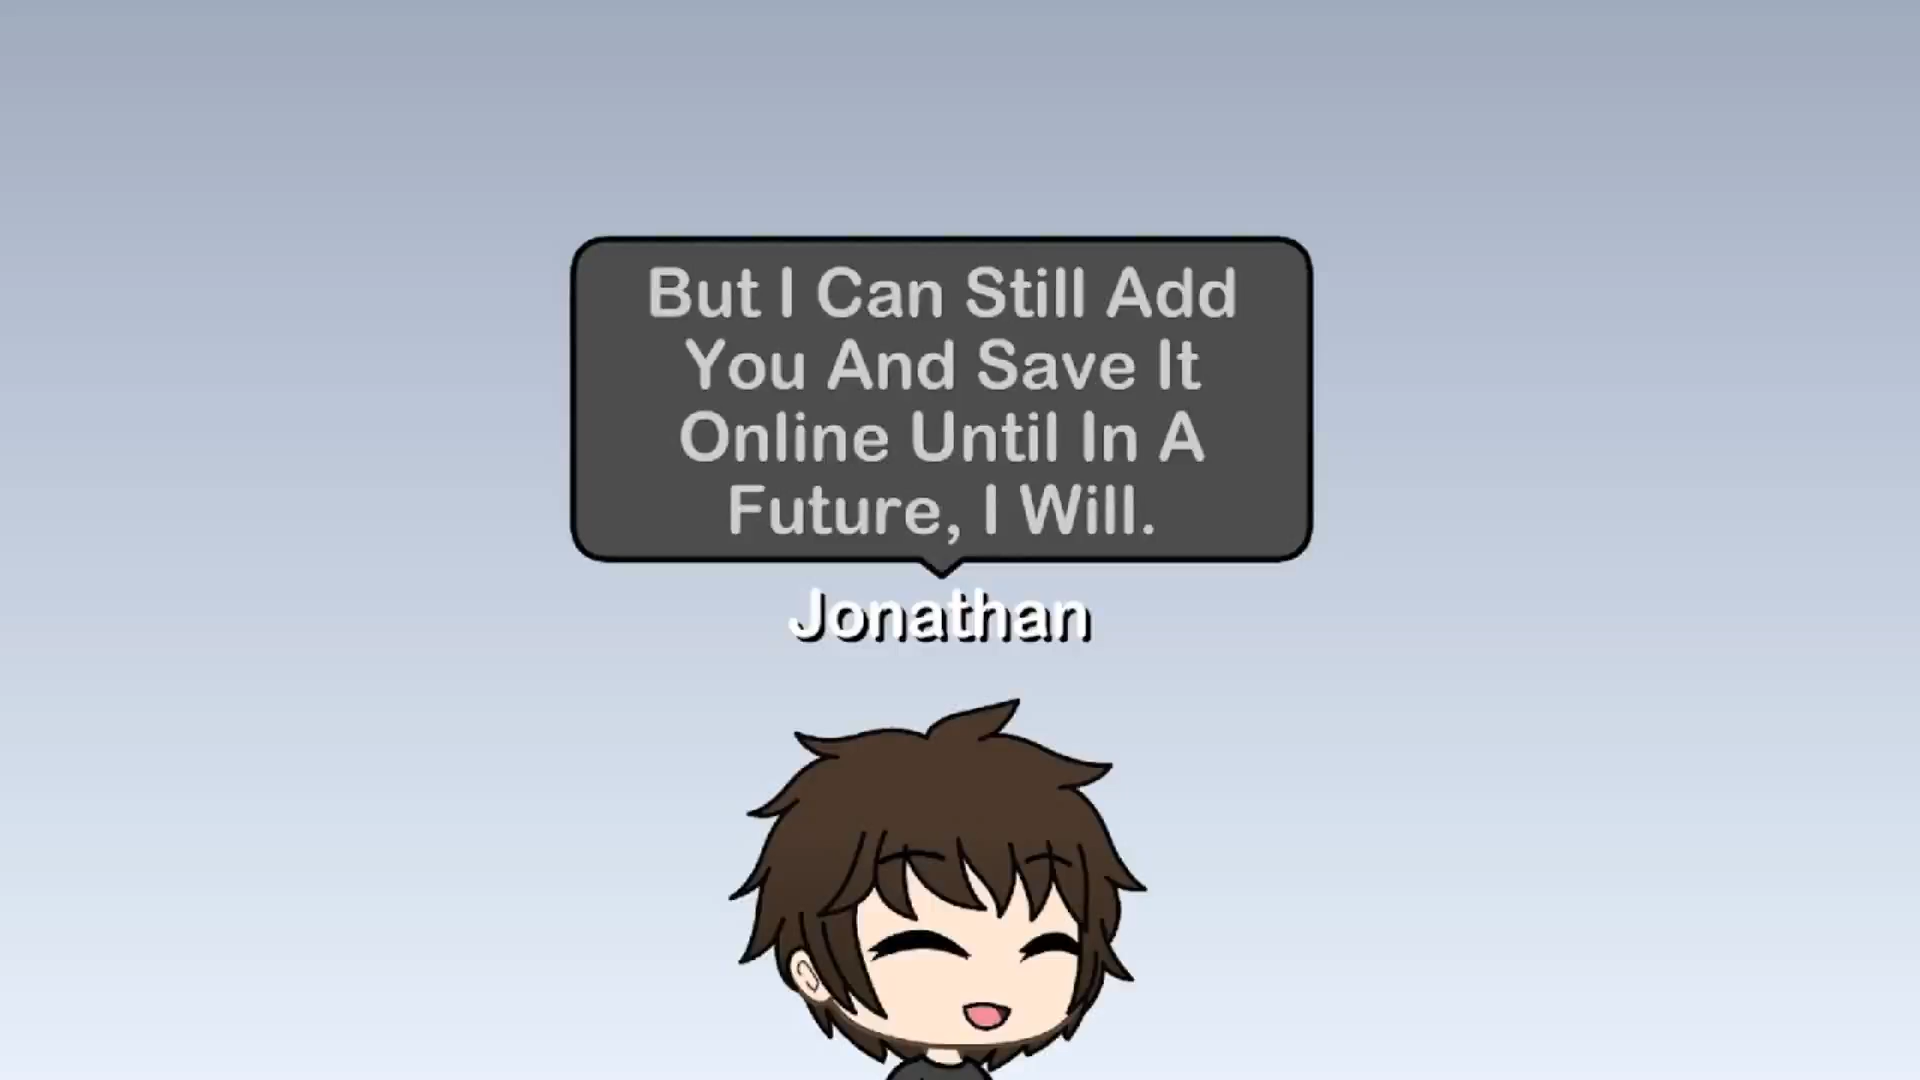 But I Can Still Add
You And Save It
Online Until In A
Future, I Will.
Jonathan